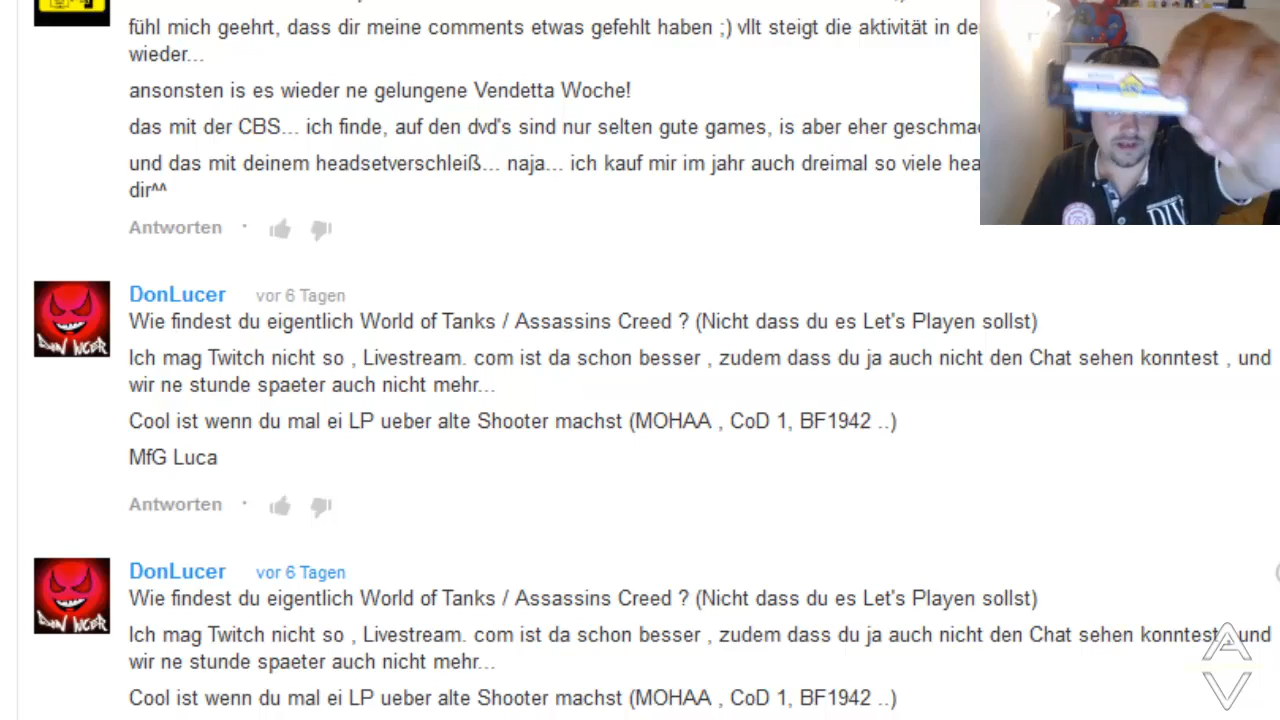 fühl mich geehrt, dass dir meine comments etwas gefehlt haben ;) vllt steigt die aktivität in de
wieder...
ansonsten is es wieder ne gelungene Vendetta Woche!
das mit der CBS... ich finde, auf den dvd's sind nur selten gute games, is aber eher geschma
und das mit deinem headsetverschleiß... naja... ich kauf mir im jahr auch dreimal so viele hea
dir^^
Antworten ·
DonLucer vor 6 Tagen
Wie findest du eigentlich World of Tanks / Assassins Creed ? (Nicht dass du es Let's Playen sollst)
Ich mag Twitch nicht so , Livestream. com ist da schon besser , zudem dass du ja auch nicht den Chat sehen konntest , und
wir ne stunde spaeter auch nicht mehr...
Cool ist wenn du mal ei LP ueber alte Shooter machst (MOHAA , CoD 1, BF1942 ..)
MfG Luca
Antworten ·
DonLucer vor 6 Tagen
Wie findest du eigentlich World of Tanks / Assassins Creed ? (Nicht dass du es Let's Playen sollst)
Ich mag Twitch nicht so , Livestream. com ist da schon besser , zudem dass du ja auch nicht den Chat sehen konntest , und
wir ne stunde spaeter auch nicht mehr...
Cool ist wenn du mal ei LP ueber alte Shooter machst (MOHAA , CoD 1, BF1942 ..)